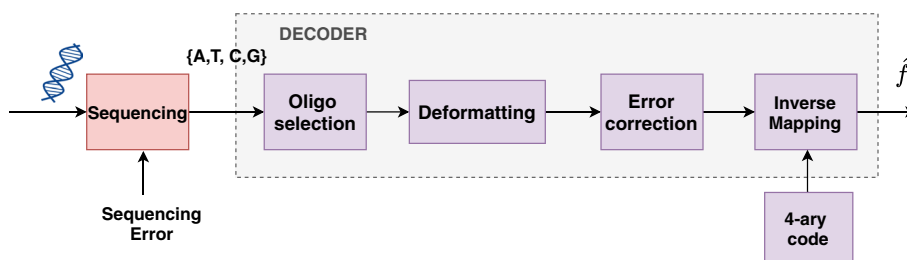 DECODER
{A,T, C,G}
Sequencing
Oligo
selection
Deformatting
Error
correction
Inverse
Mapping
f̂
Sequencing
Error
4-ary
code